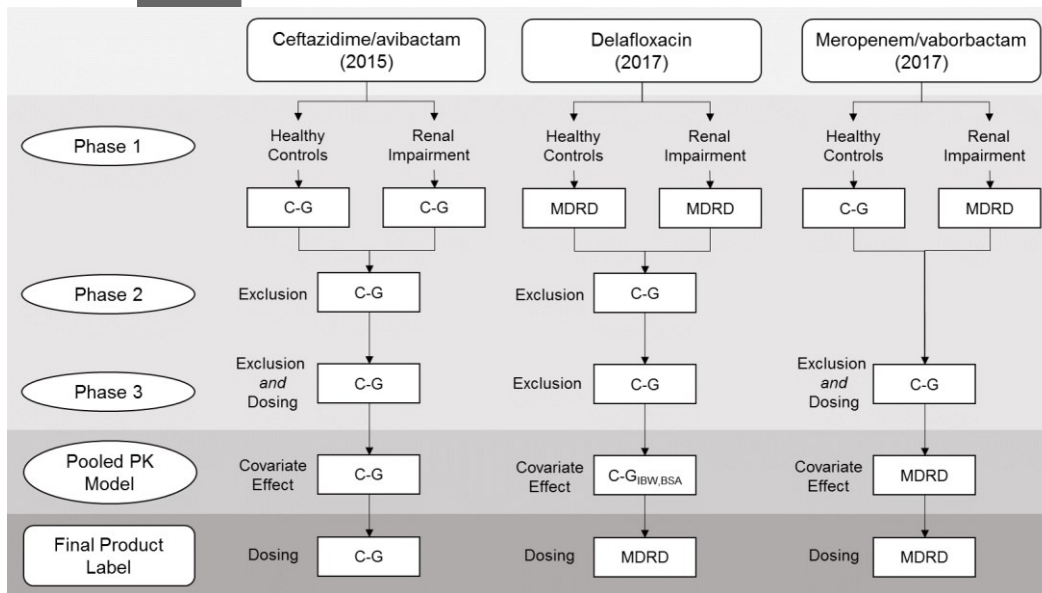 Ceftazidime/avibactam
(2015)
Delafloxacin
(2017)
Meropenem/vaborbactam
(2017)
Phase 1
Healthy
Controls
Renal
Impairment
Healthy
Controls
Renal
Impairment
Healthy
Controls
Renal
Impairment
C-G
C-G
MDRD
MDRD
C-G
MDRD
Phase 2
Exclusion
C-G
Exclusion
C-G
Phase 3
Exclusion
and
Dosing
C-G
Exclusion
C-G
Exclusion
and
Dosing
C-G
Pooled PK
Model
Covariate
Effect
C-G
Covariate
Effect
C-GIBW,BSA
Covariate
Effect
MDRD
Final Product
Label
Dosing
C-G
Dosing
MDRD
Dosing
MDRD